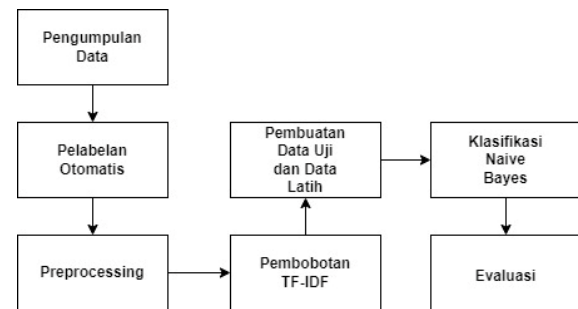 Pengumpulan
Data
Pelabelan
Otomatis
Preprocessing
Pembobotan
TF-IDF
Pembuatan
Data Uji
dan Data
Latih
Klasifikasi
Naive
Bayes
Evaluasi